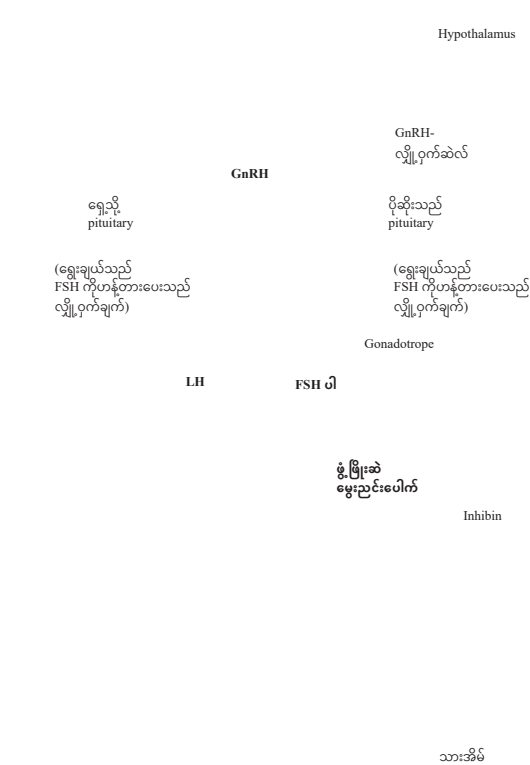 Hypothalamus
GnRH-
လျှို့ဝှက်ဆဲလ်
GnRH
ရှေ့သို့
pituitary
ပိုဆိုးသည်
pituitary
(ရွေးချယ်သည်
FSH ကိုဟန့်တားပေးသည်
လျှို့ဝှက်ချက်)
(ရွေးချယ်သည်
FSH ကိုဟန့်တားပေးသည်
လျှို့ဝှက်ချက်)
Gonadotrope
LH
FSH ပါ
ဖွံ့ဖြိုးဆဲ
မွေးညင်းပေါက်
Inhibin
သားအိမ်